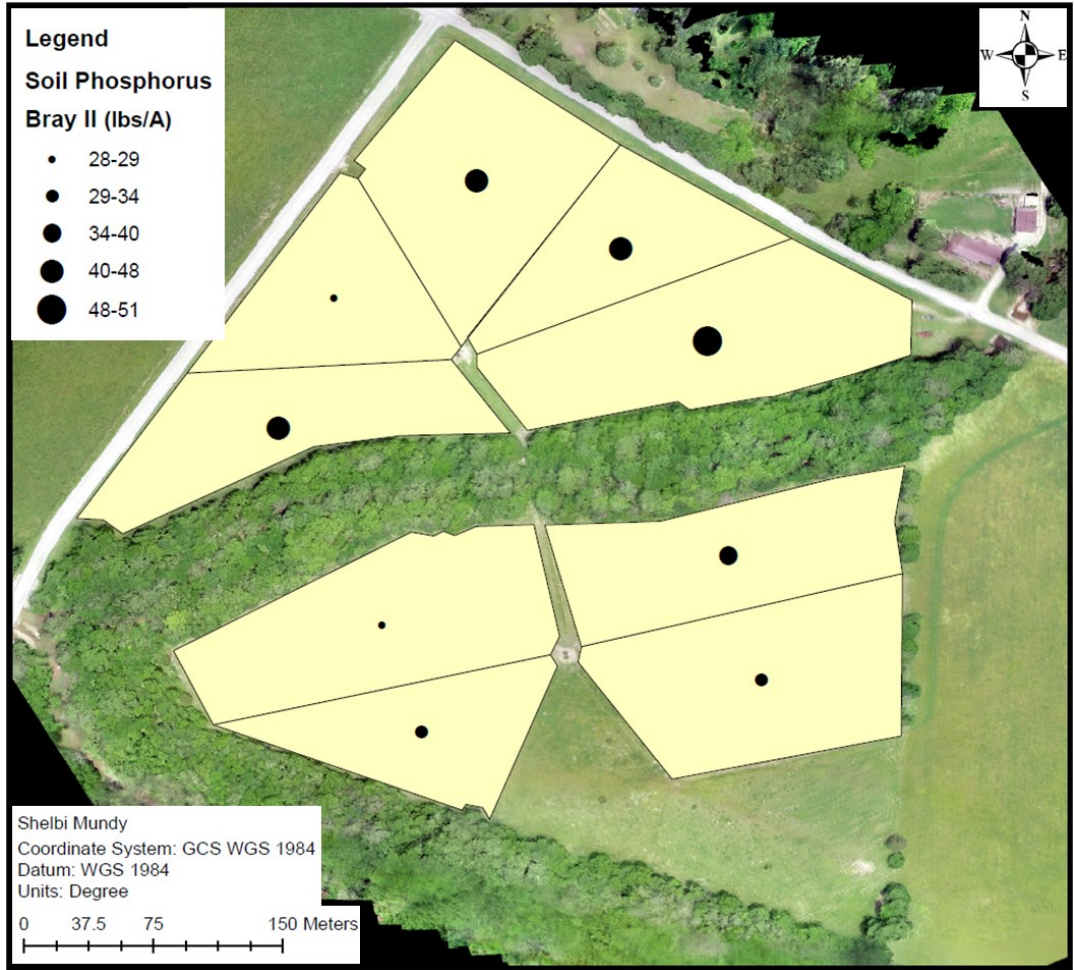 Legend
Soil Phosphorus
Bray II (lbs/A)
28-29
29-34
34-40
40-48
48-51
N
W E
S
Shelbi Mundy
Coordinate System: GCS WGS 1984
Datum: WGS 1984
Units: Degree
0 37.5 75 150 Meters